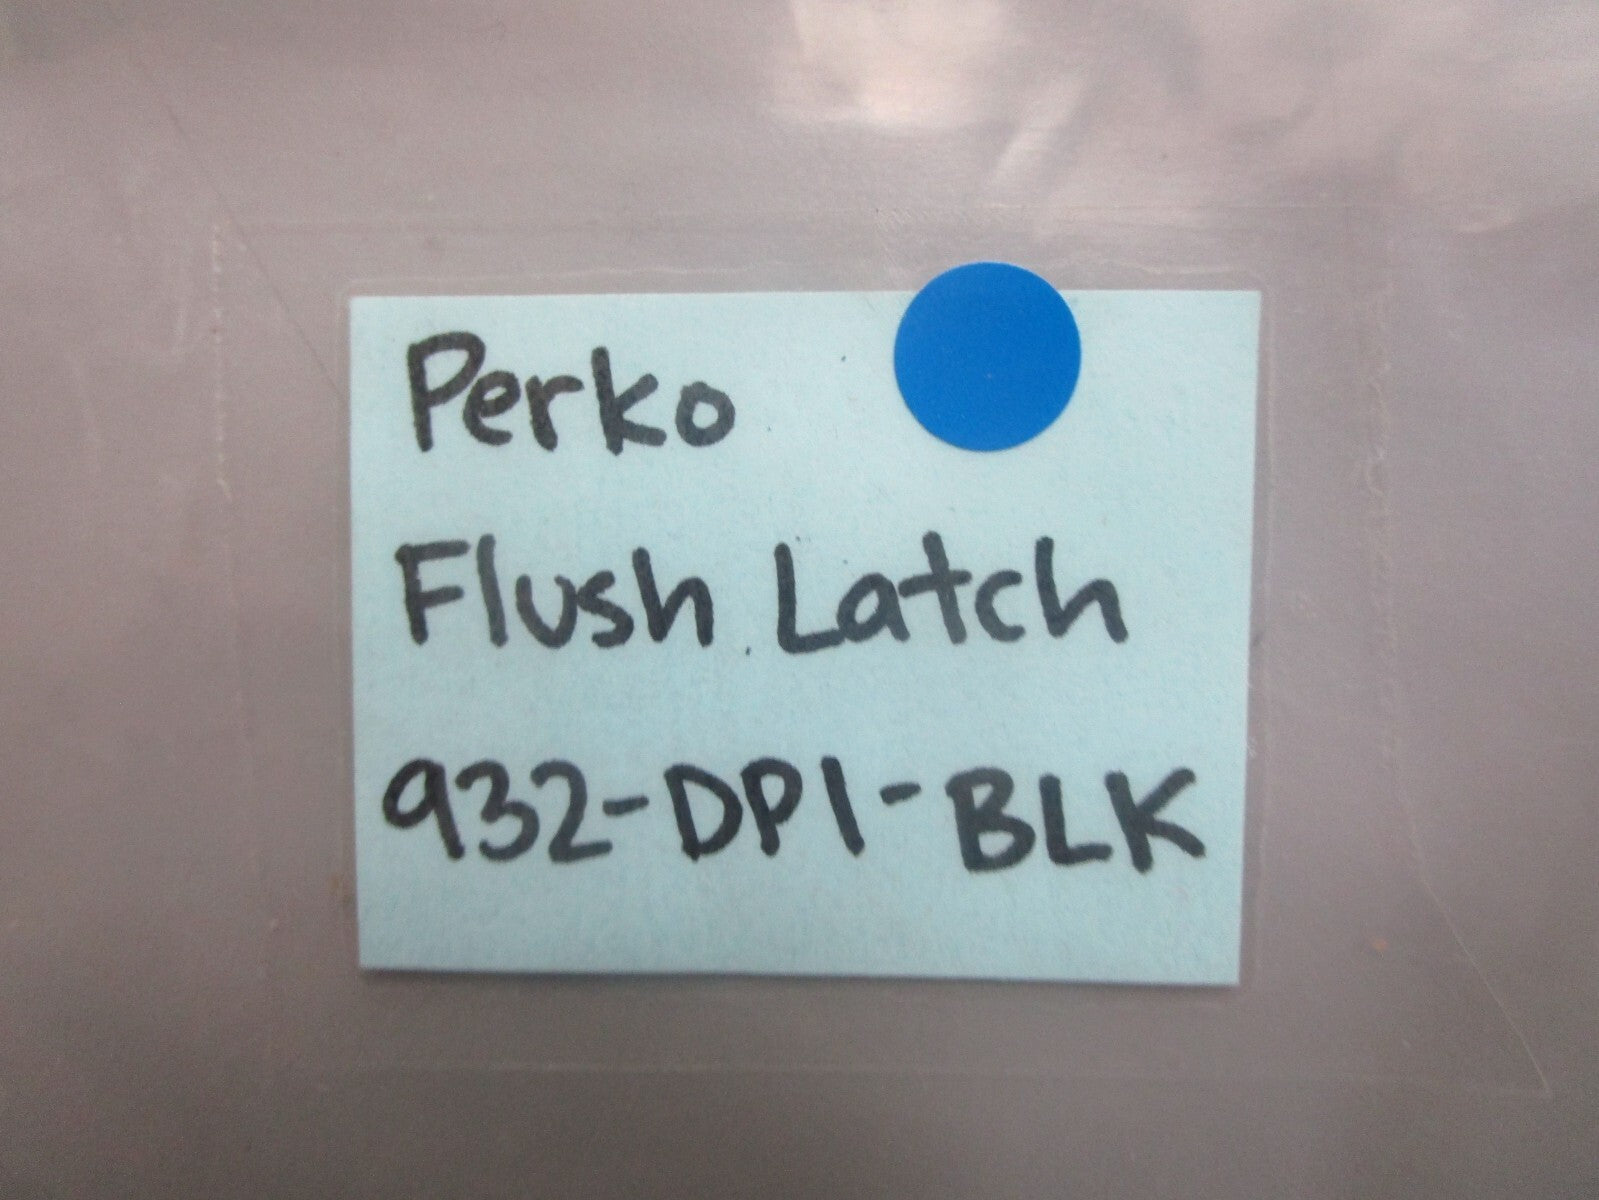 Perko
Flush Latch
932-DP1-BLK